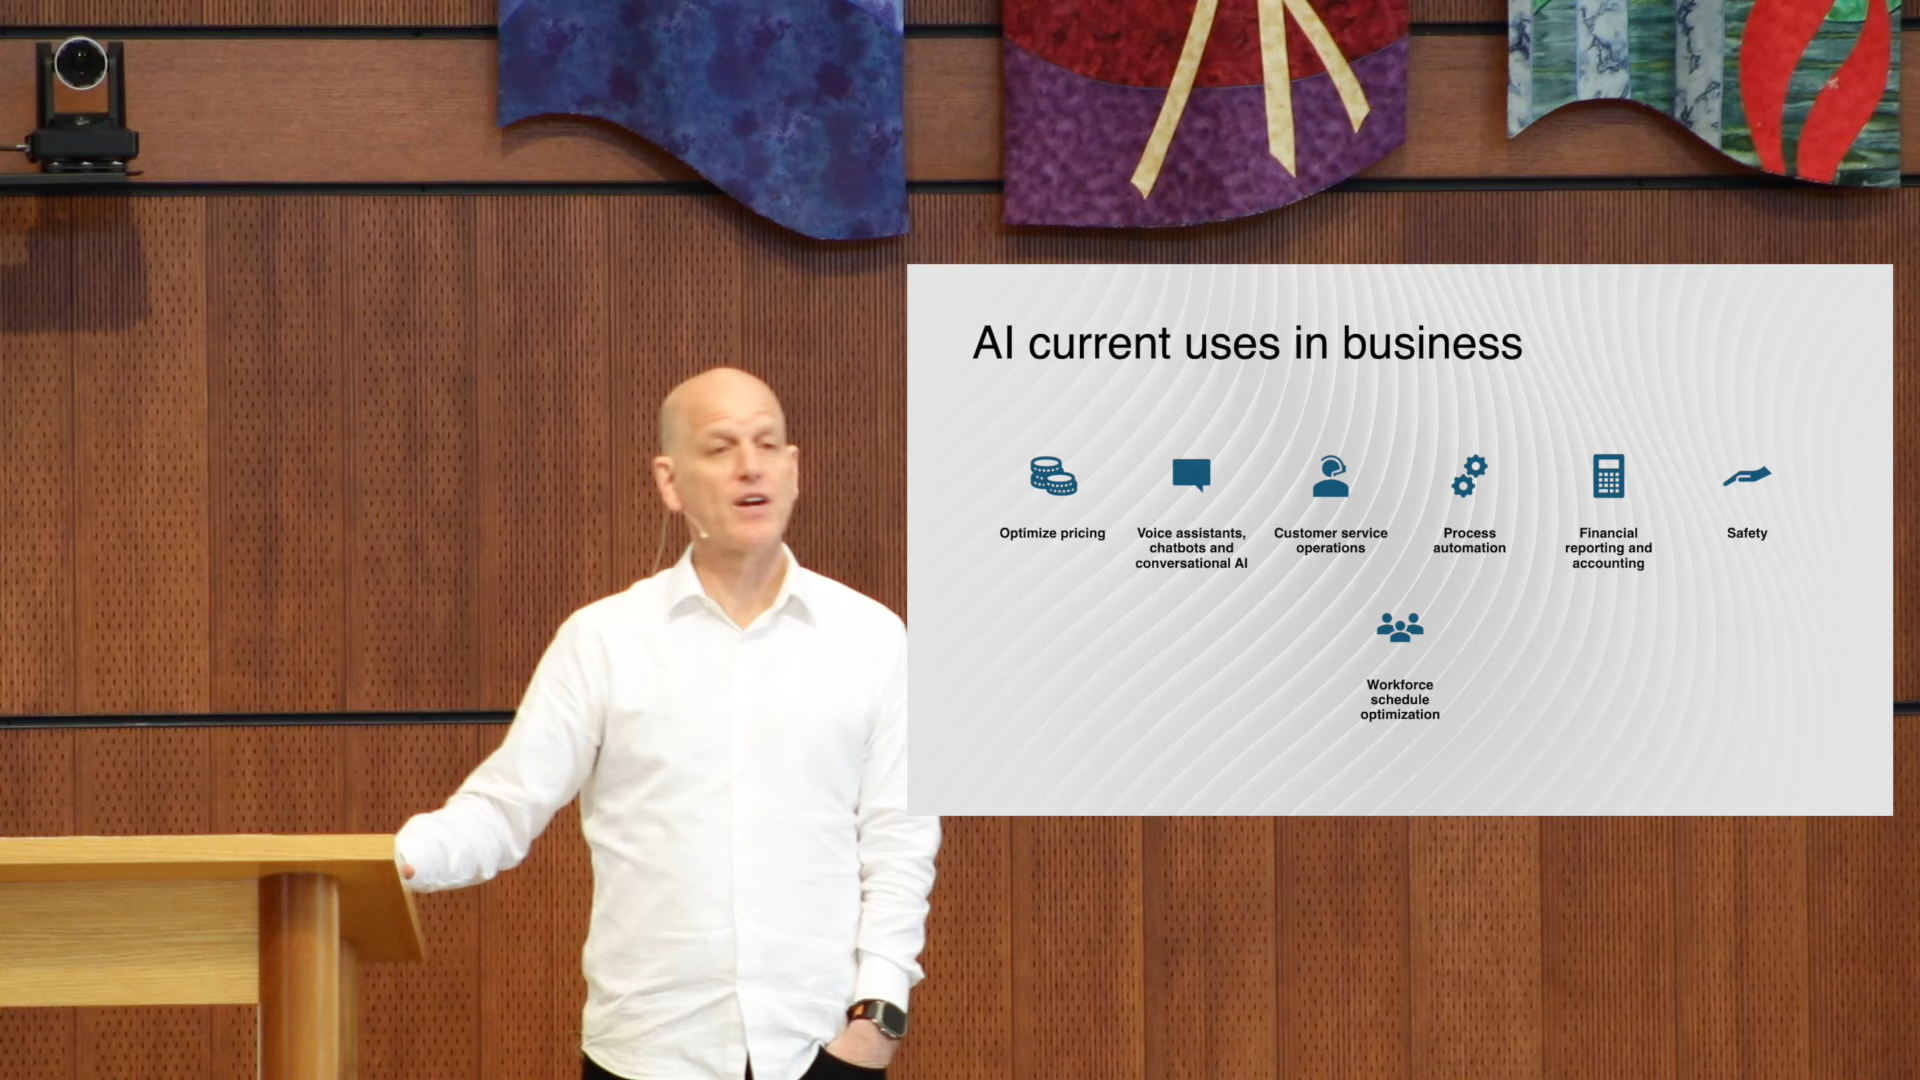 AI current uses in business
Optimize pricing
Voice assistants,
chatbots and
conversational AI
Customer service
operations
Process
automation
Financial
reporting and
accounting
Safety
Workforce
schedule
optimization